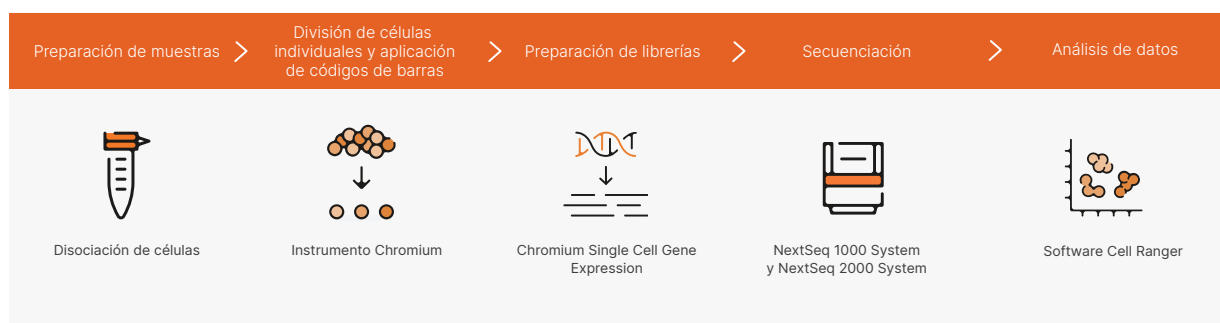 Preparación de muestras
División de células
individuales y aplicación
de códigos de barras
Preparación de librerías
Secuenciación
Análisis de datos
Disociación de células
Instrumento Chromium
Chromium Single Cell Gene
Expression
NextSeq 1000 System
y NextSeq 2000 System
Software Cell Ranger